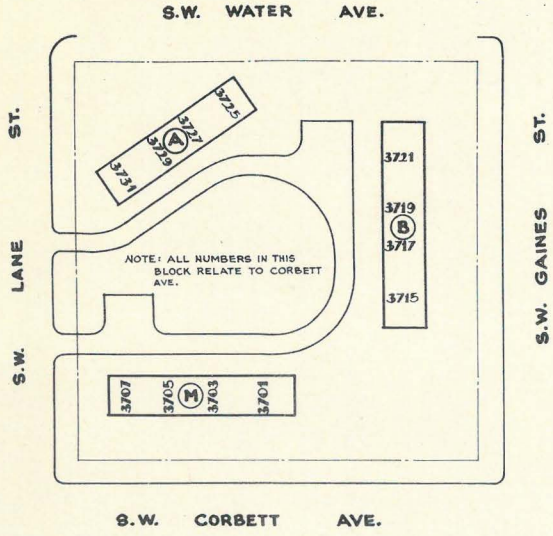 S.W. WATER AVE.
S.W. LANE ST.
S.W. GAINES ST.
3725
3727
A
3729
3731
3721
3719
B
3717
3715
NOTE: ALL NUMBERS IN THIS
BLOCK RELATE TO CORBETT
AVE.
3707
3705
M
3703
3701
S.W. CORBETT AVE.